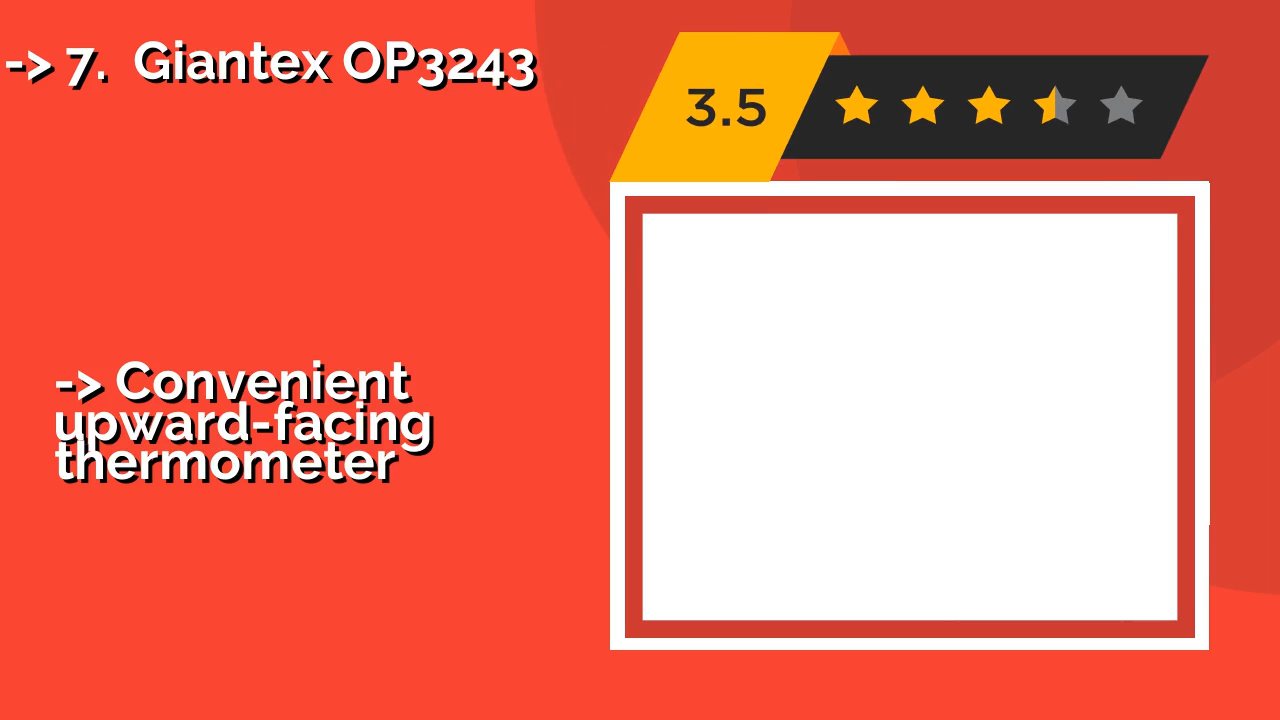 -> 7.  Giantex OP3243
3.5
-> Convenient
upward-facing
thermometer